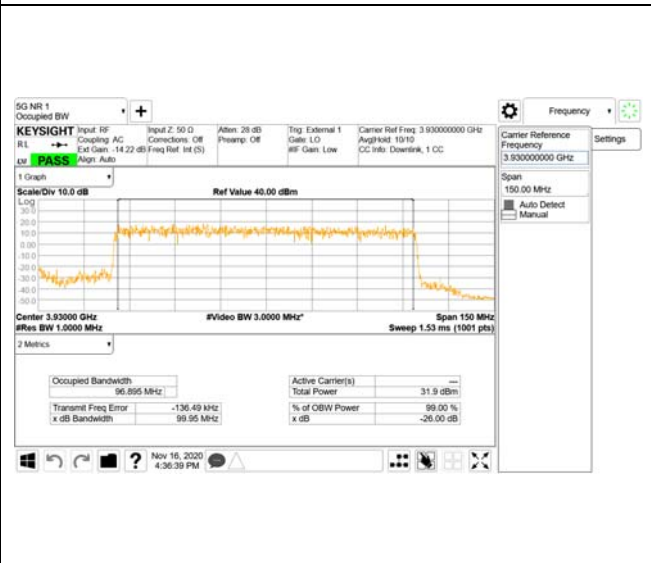 5G NR 1
Occupied BW
Frequency
KEYSIGHT
Input: RF
Input Z: 50 Ω
Atten: 28 dB
Trig: External 1
Carrier Ref Freq: 3.930000000 GHz
RL
Coupling: AC
Corrections: Off
Preamp: Off
Gate: LO
Avg|Hold: 10/10
Ext Gain: -14.22 dB
Freq Ref: Int (S)
#IF Gain: Low
CC Info: Downlink, 1 CC
PASS
Align: Auto
Carrier Reference Frequency
3.930000000 GHz
Settings
Span
150.00 MHz
Auto Detect
Manual
1 Graph
Scale/Div 10.0 dB
Ref Value 40.00 dBm
Log
30.0
20.0
10.0
0.00
-10.0
-20.0
-30.0
-40.0
-50.0
Center 3.93000 GHz
#Video BW 3.0000 MHz*
Span 150 MHz
#Res BW 1.0000 MHz
Sweep 1.53 ms (1001 pts)
2 Metrics
Occupied Bandwidth
96.895 MHz
Active Carrier(s)
---
Total Power
31.9 dBm
Transmit Freq Error
-136.49 kHz
% of OBW Power
99.00 %
x dB Bandwidth
99.95 MHz
x dB
-26.00 dB
?
Nov 16, 2020
4:36:39 PM